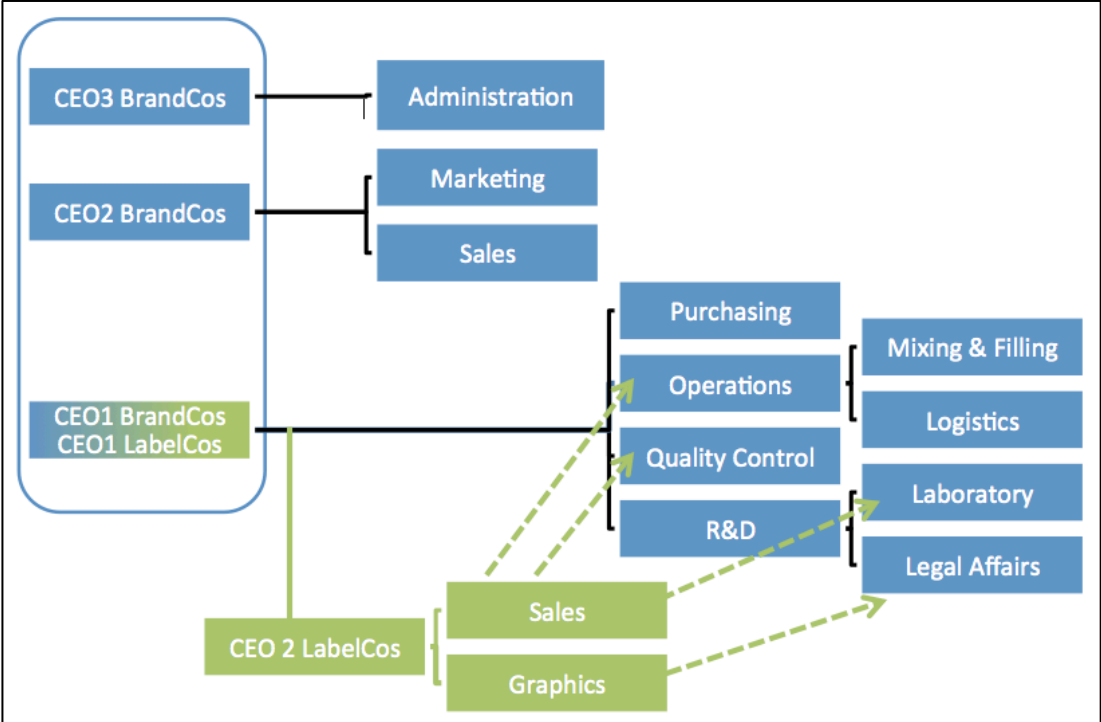 CEO3 BrandCos
Administration
CEO2 BrandCos
Marketing
Sales
CEO1 BrandCos
CEO1 LabelCos
Purchasing
Operations
Mixing & Filling
Logistics
Quality Control
R&D
Laboratory
Legal Affairs
CEO 2 LabelCos
Sales
Graphics